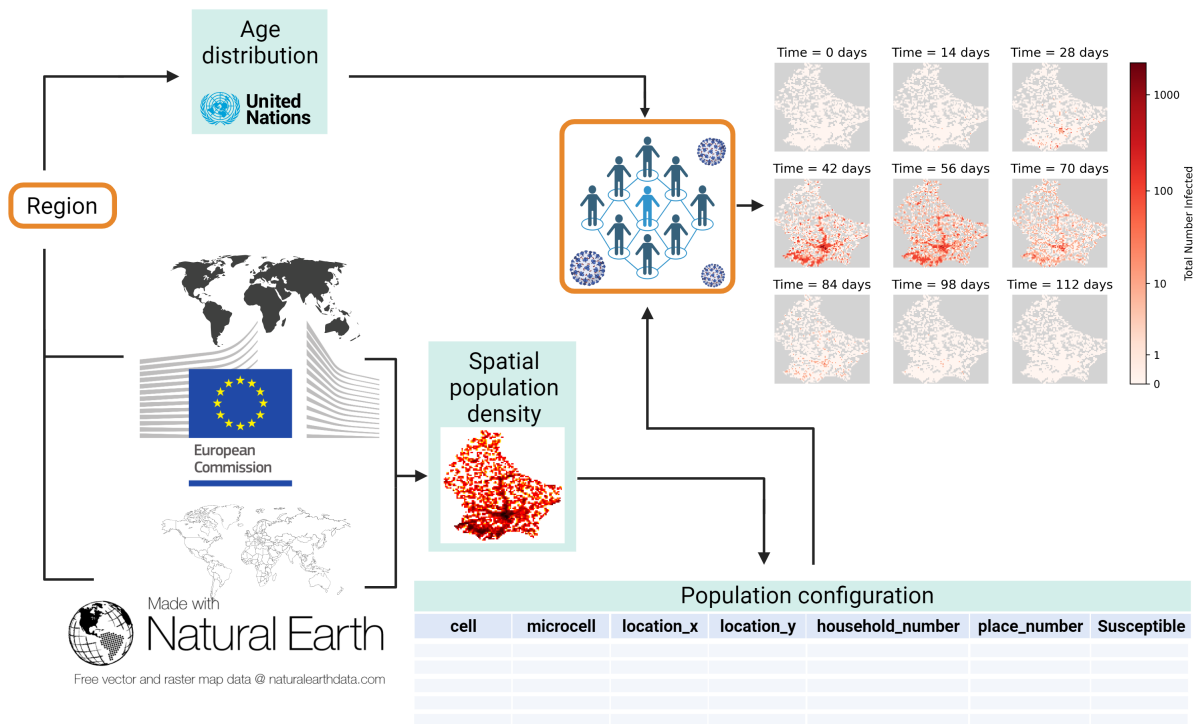 Age
distribution
United
Nations
Region
European
Commission
Made with
Natural Earth
Free vector and raster map data @ naturalearthdata.com
Spatial
population
density
Time = 0 days
Time = 14 days
Time = 28 days
Time = 42 days
Time = 56 days
Time = 70 days
Time = 84 days
Time = 98 days
Time = 112 days
1000
100
10
1
0
Total Number Infected
Population configuration
cell microcell location_x location_y household_number place_number Susceptible